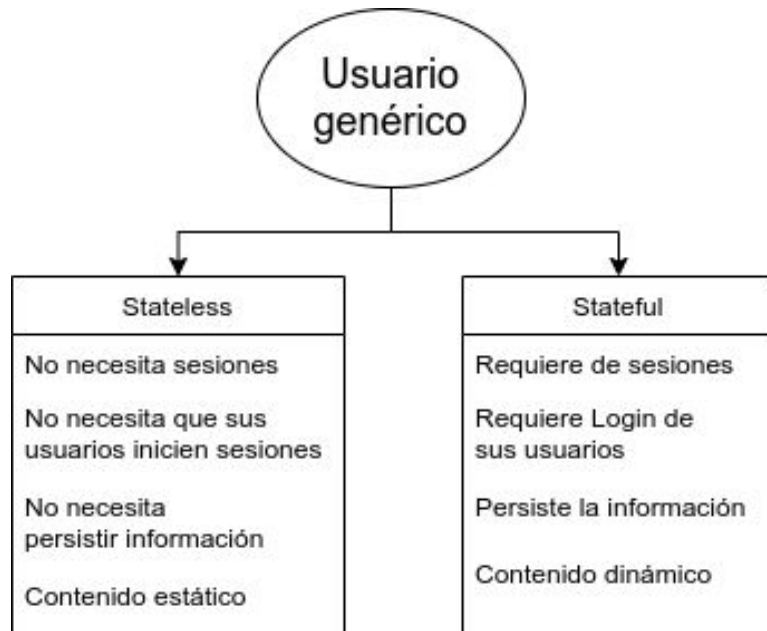 Usuario
genérico
Stateless
No necesita sesiones
No necesita que sus
usuarios inicien sesiones
No necesita
persistir información
Contenido estático
Stateful
Requiere de sesiones
Requiere Login de
sus usuarios
Persiste la información
Contenido dinámico